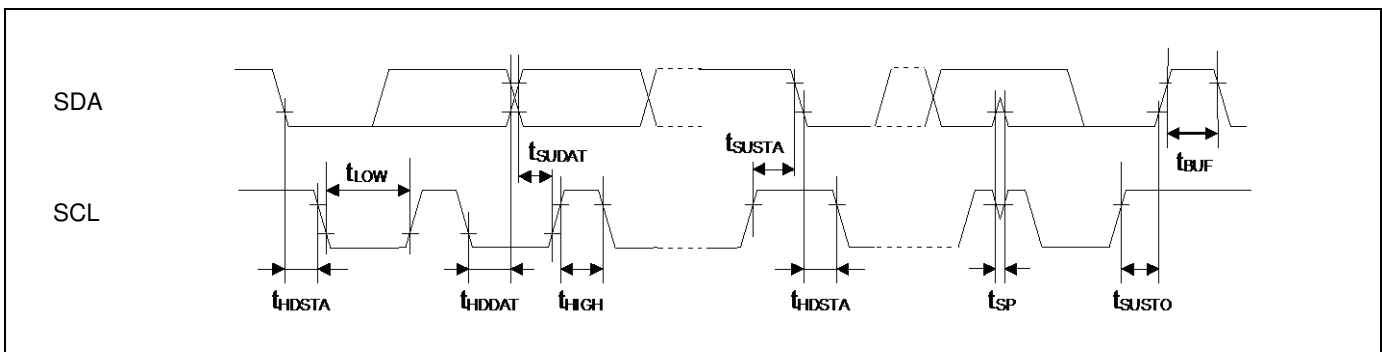 SDA
tSUDAT
tSUSTA
tLOW
tBUF
SCL
tHDSTA
tHDDAT
tHIGH
tHDSTA
tSP
tSUSTO